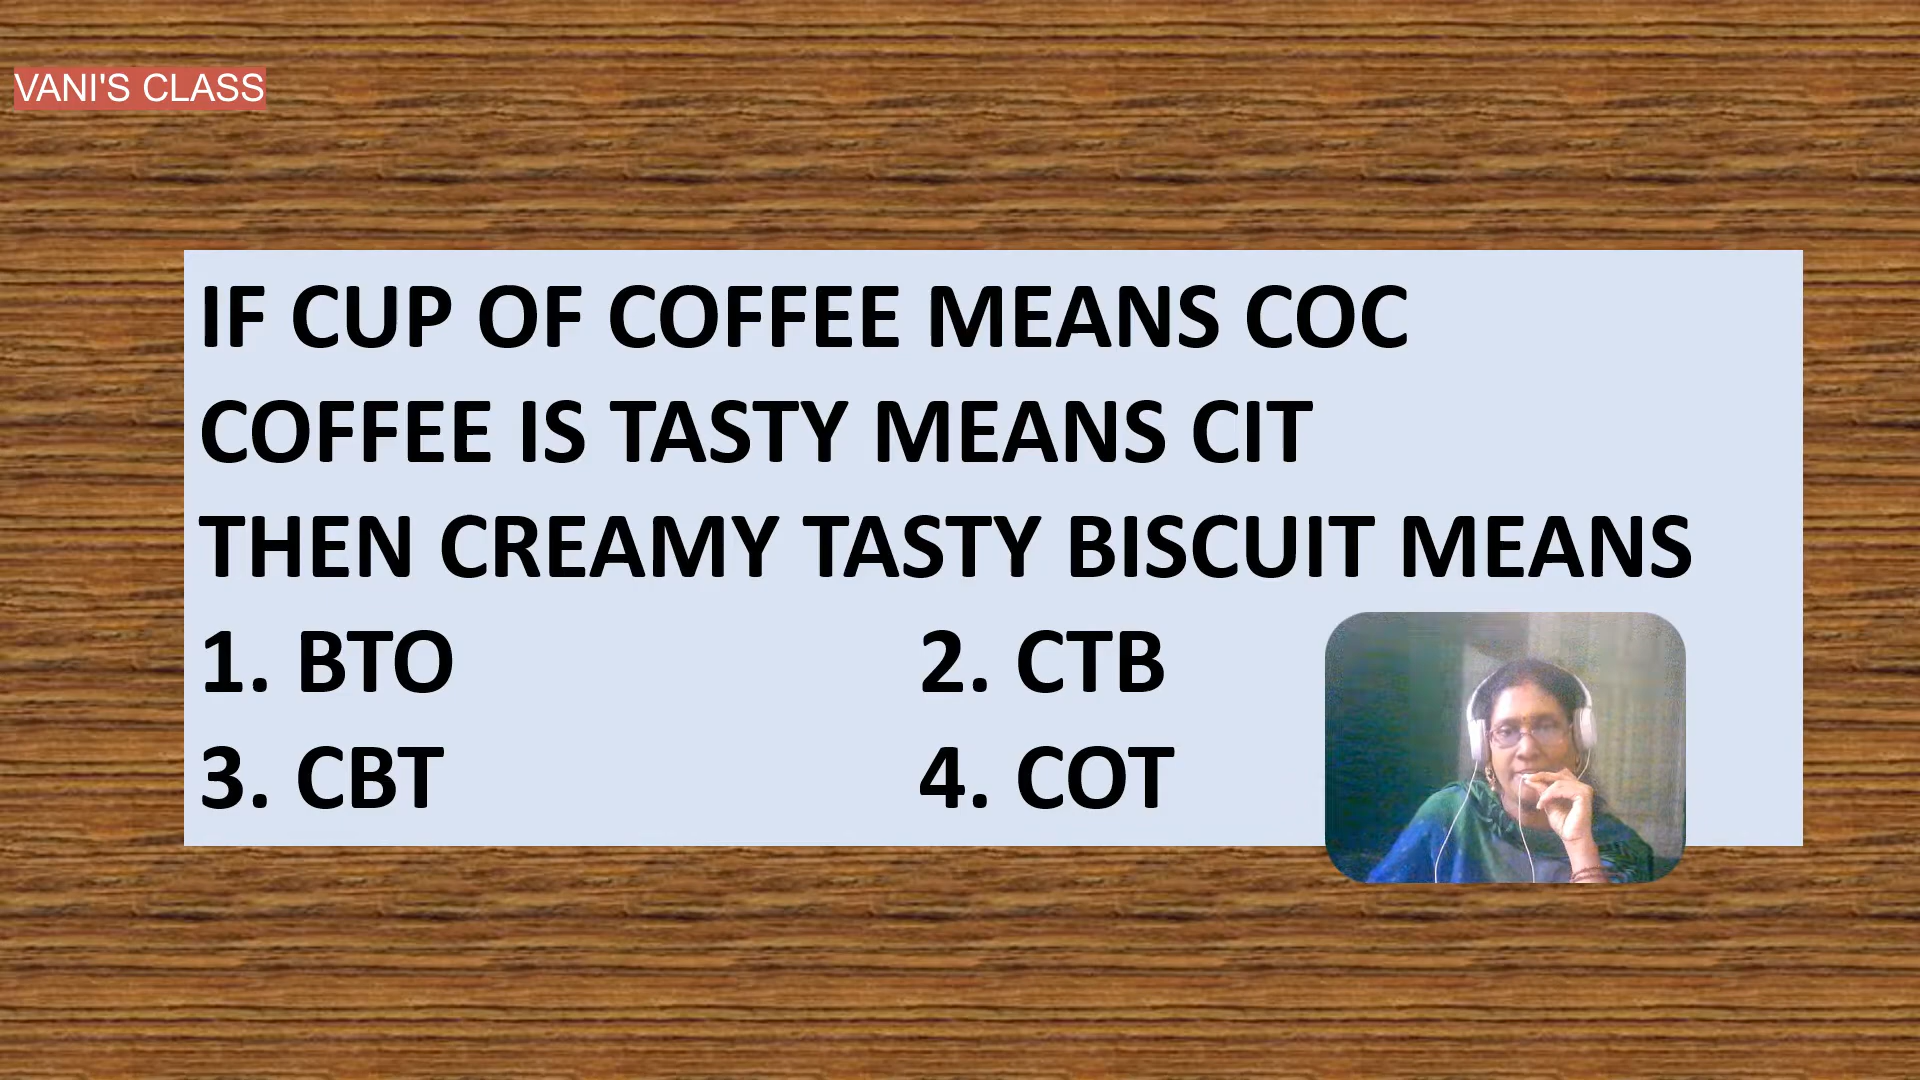 VANI'S CLASS
IF CUP OF COFFEE MEANS COC
COFFEE IS TASTY MEANS CIT
THEN CREAMY TASTY BISCUIT MEANS
1. BTO 2. CTB
3. CBT 4. COT